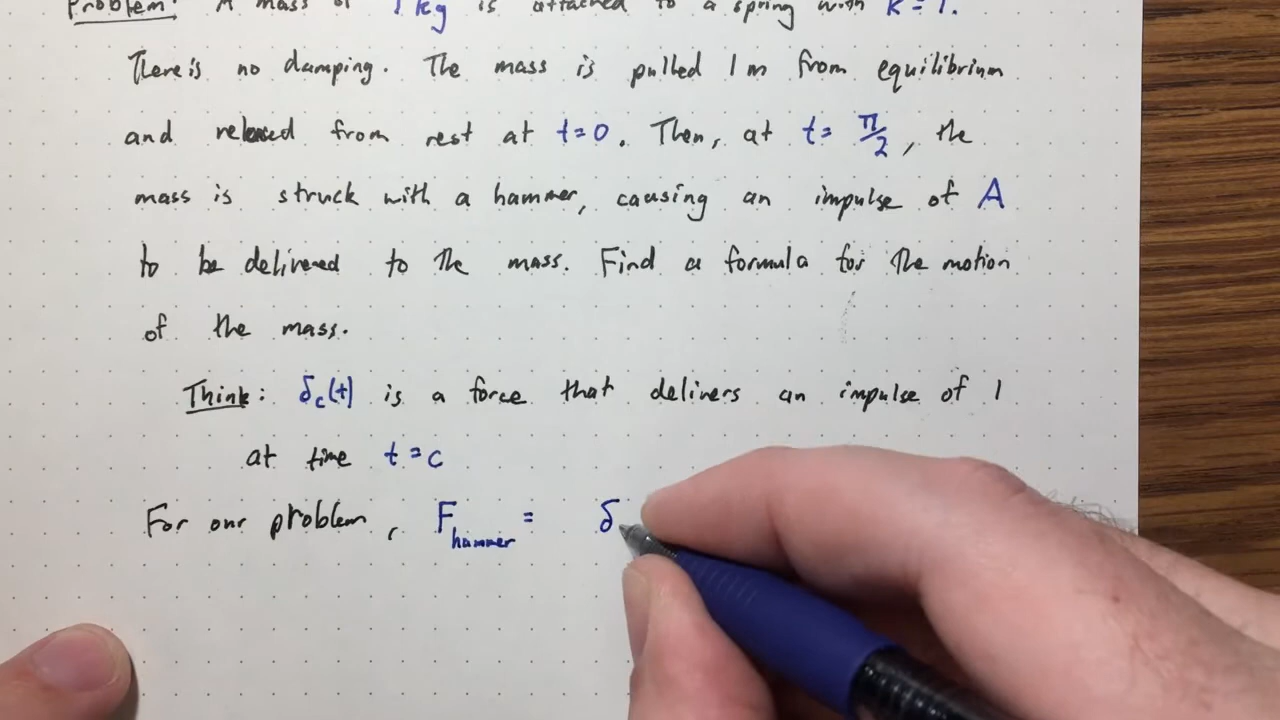 Problem: A mass of 1 kg is attached to a spring with k = 1.
There is no damping. The mass is pulled 1 m from equilibrium
and released from rest at t=0. Then, at t= π/2, the
mass is struck with a hammer, causing an impulse of A
to be delivered to the mass. Find a formula for the motion
of the mass.
Think: δ_c(t) is a force that delivers an impulse of 1
at time t=c
For our problem, F_hammer = δ